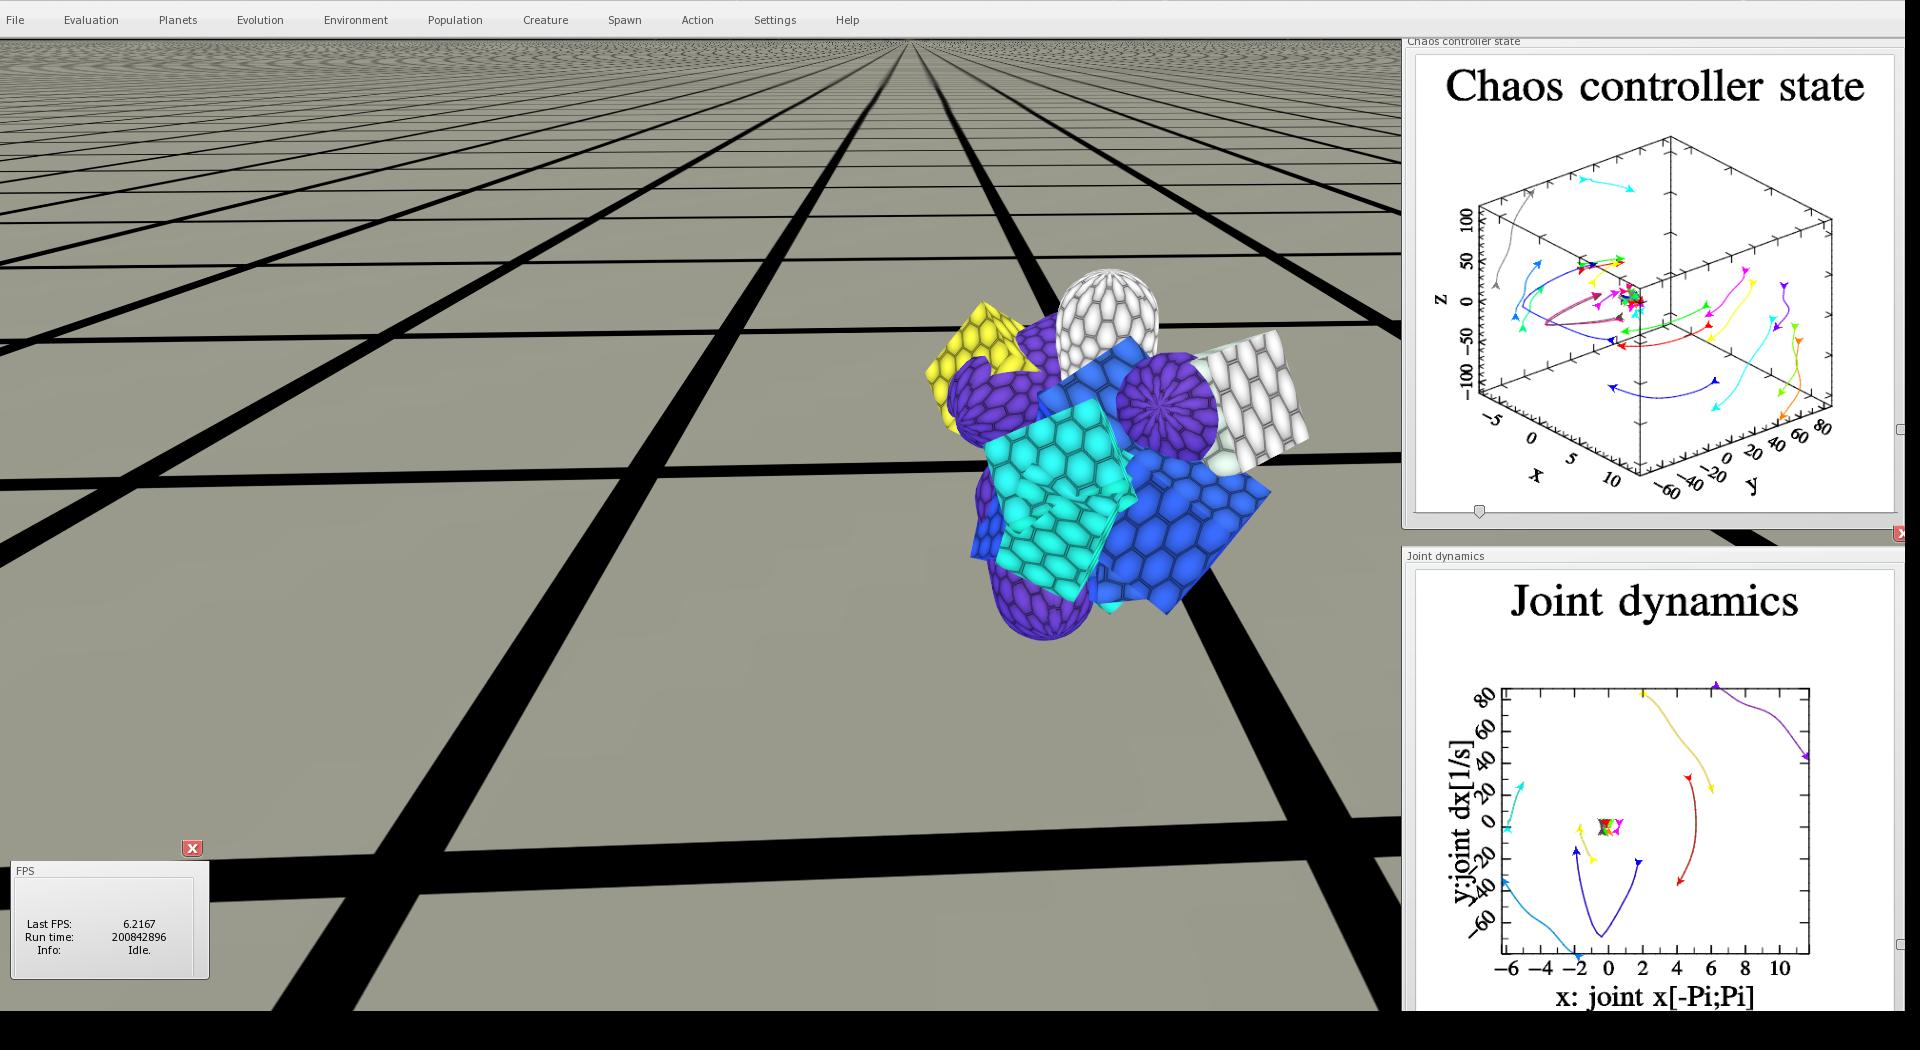 File Evaluation Planets Evolution Environment Population Creature Spawn Action Settings Help
Chaos controller state
Chaos controller state
100
50
0
−50
−100
z
−5
0
5
10
x
−60
−40
−20
0
20
40
60
80
y
Joint dynamics
Joint dynamics
80
60
40
20
0
−20
−40
−60
y:joint dx[1/s]
−6 −4 −2 0 2 4 6 8 10
x: joint x[-Pi;Pi]
FPS
Last FPS: 6.2167
Run time: 200842896
Info: Idle.